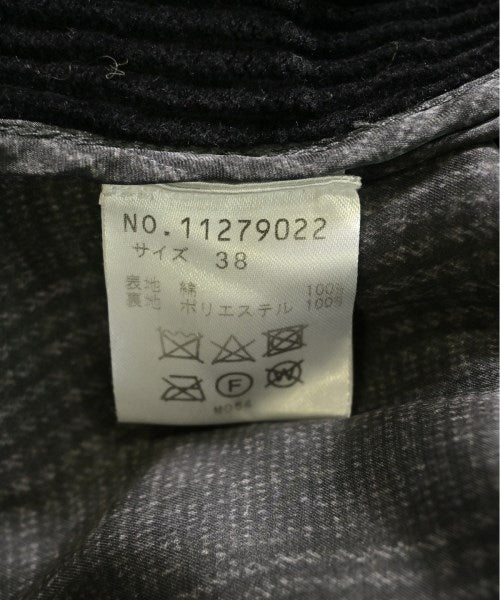 NO.11279022
サイズ 38
表地 綿 100%
裏地 ポリエステル 100%
F W
M064